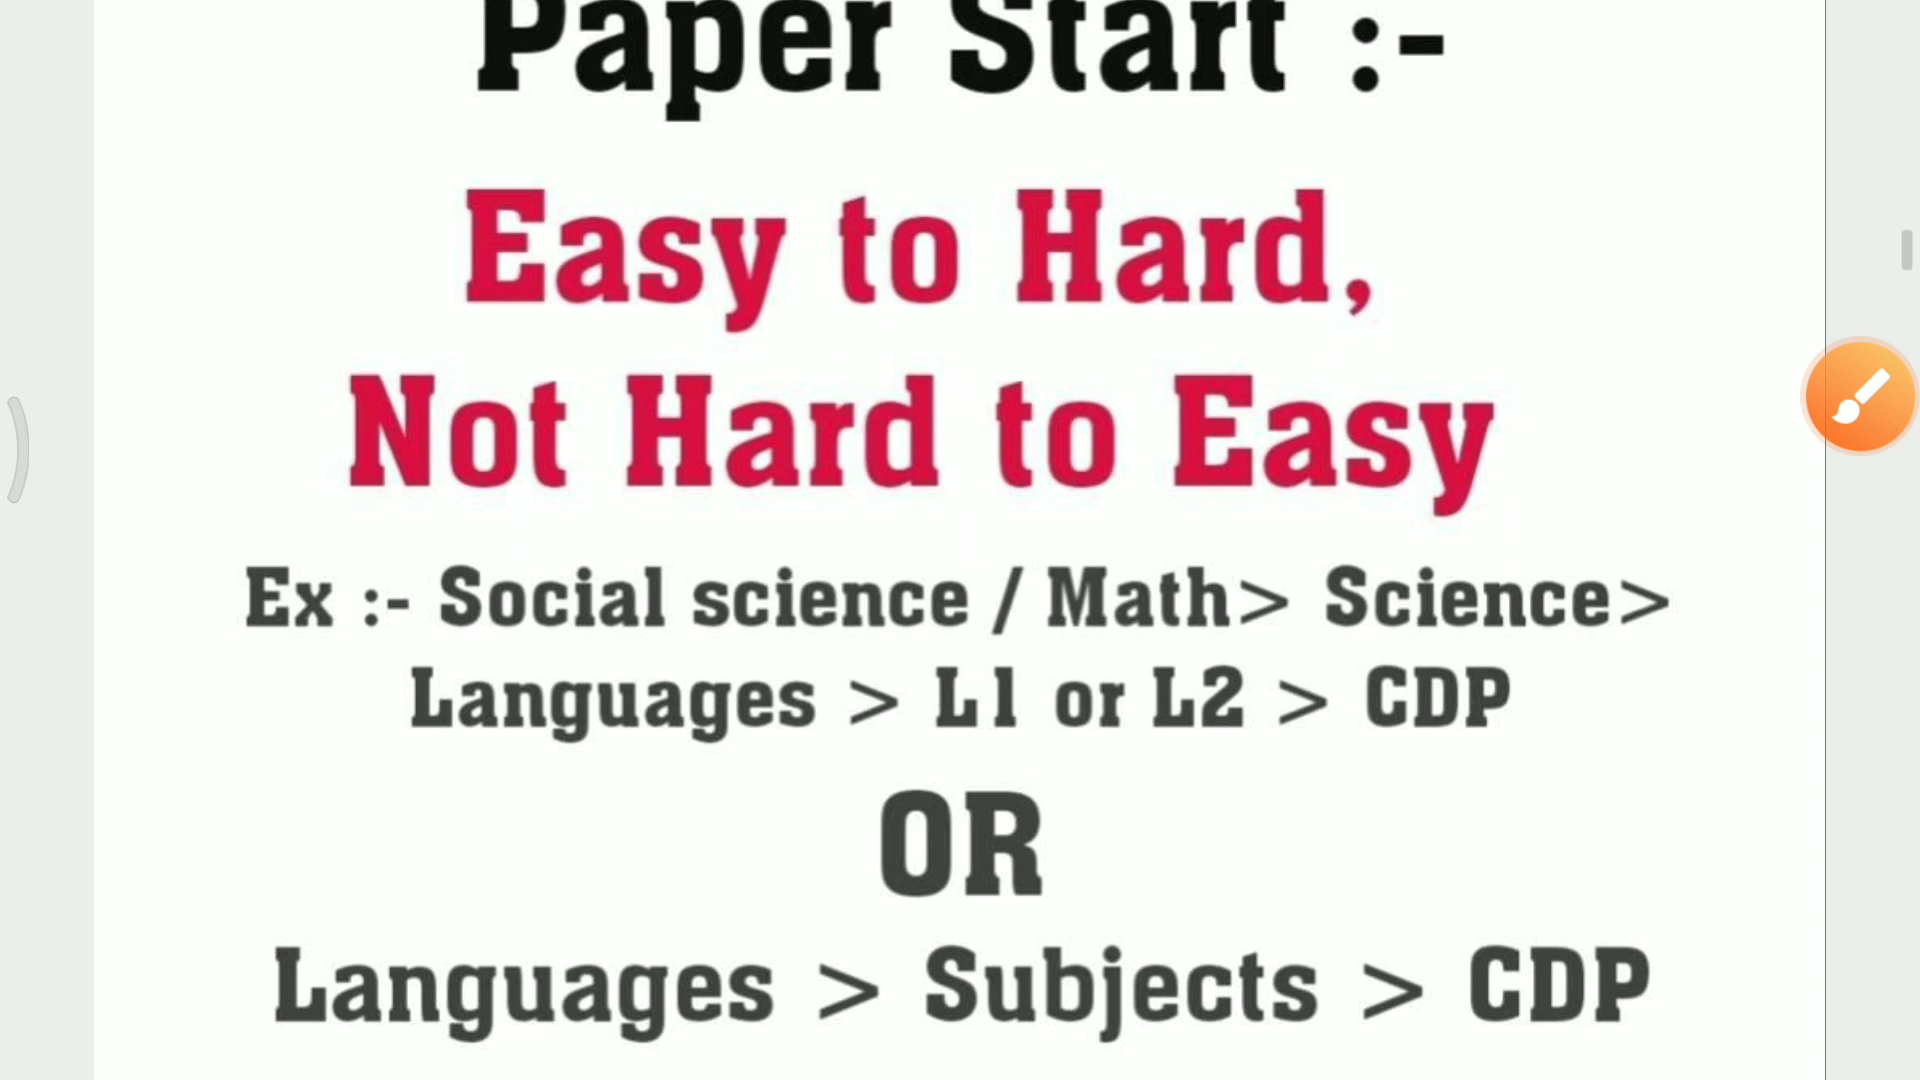 Paper Start :-
Easy to Hard,
Not Hard to Easy
Ex :- Social science / Math> Science>
Languages > L1 or L2 > CDP
OR
Languages > Subjects > CDP